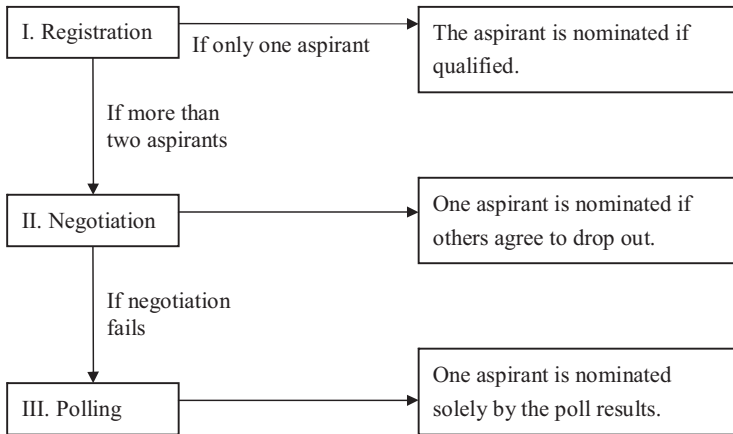 I. Registration
If only one aspirant
The aspirant is nominated if
qualified.
If more than
two aspirants
II. Negotiation
One aspirant is nominated if
others agree to drop out.
If negotiation
fails
III. Polling
One aspirant is nominated
solely by the poll results.